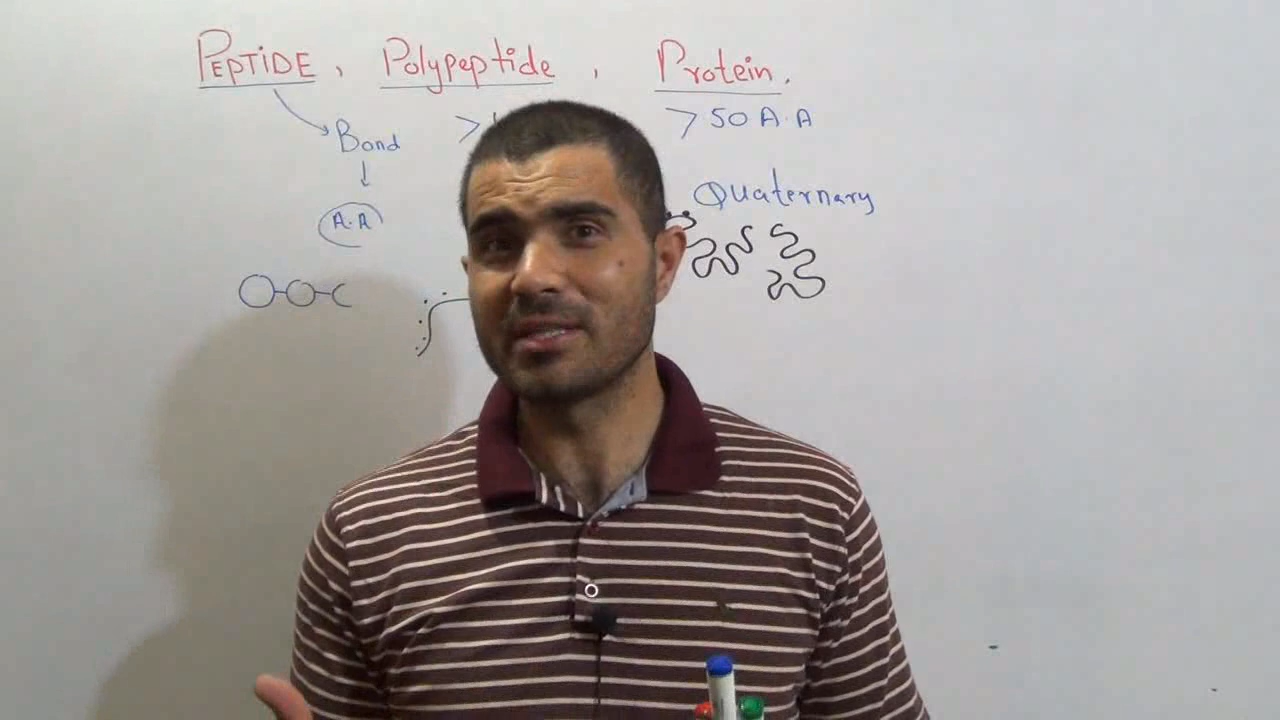 PEPTIDE, Polypeptide, Protein.
Bond
>
> 50 A.A
A.A
Quaternary